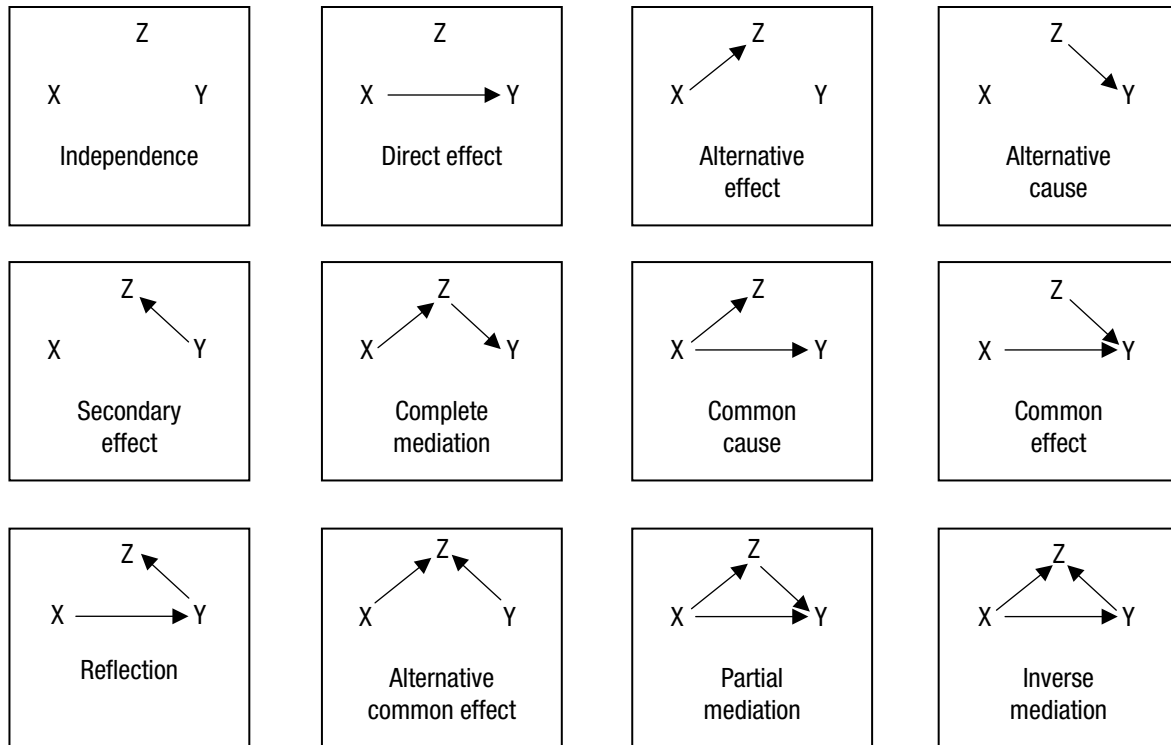 Z
X Y
Independence
Z
X Y
Direct effect
Z
X Y
Alternative
effect
Z
X Y
Alternative
cause
Z
X Y
Secondary
effect
Z
X Y
Complete
mediation
Z
X Y
Common
cause
Z
X Y
Common
effect
Z
X Y
Reflection
Z
X Y
Alternative
common effect
Z
X Y
Partial
mediation
Z
X Y
Inverse
mediation